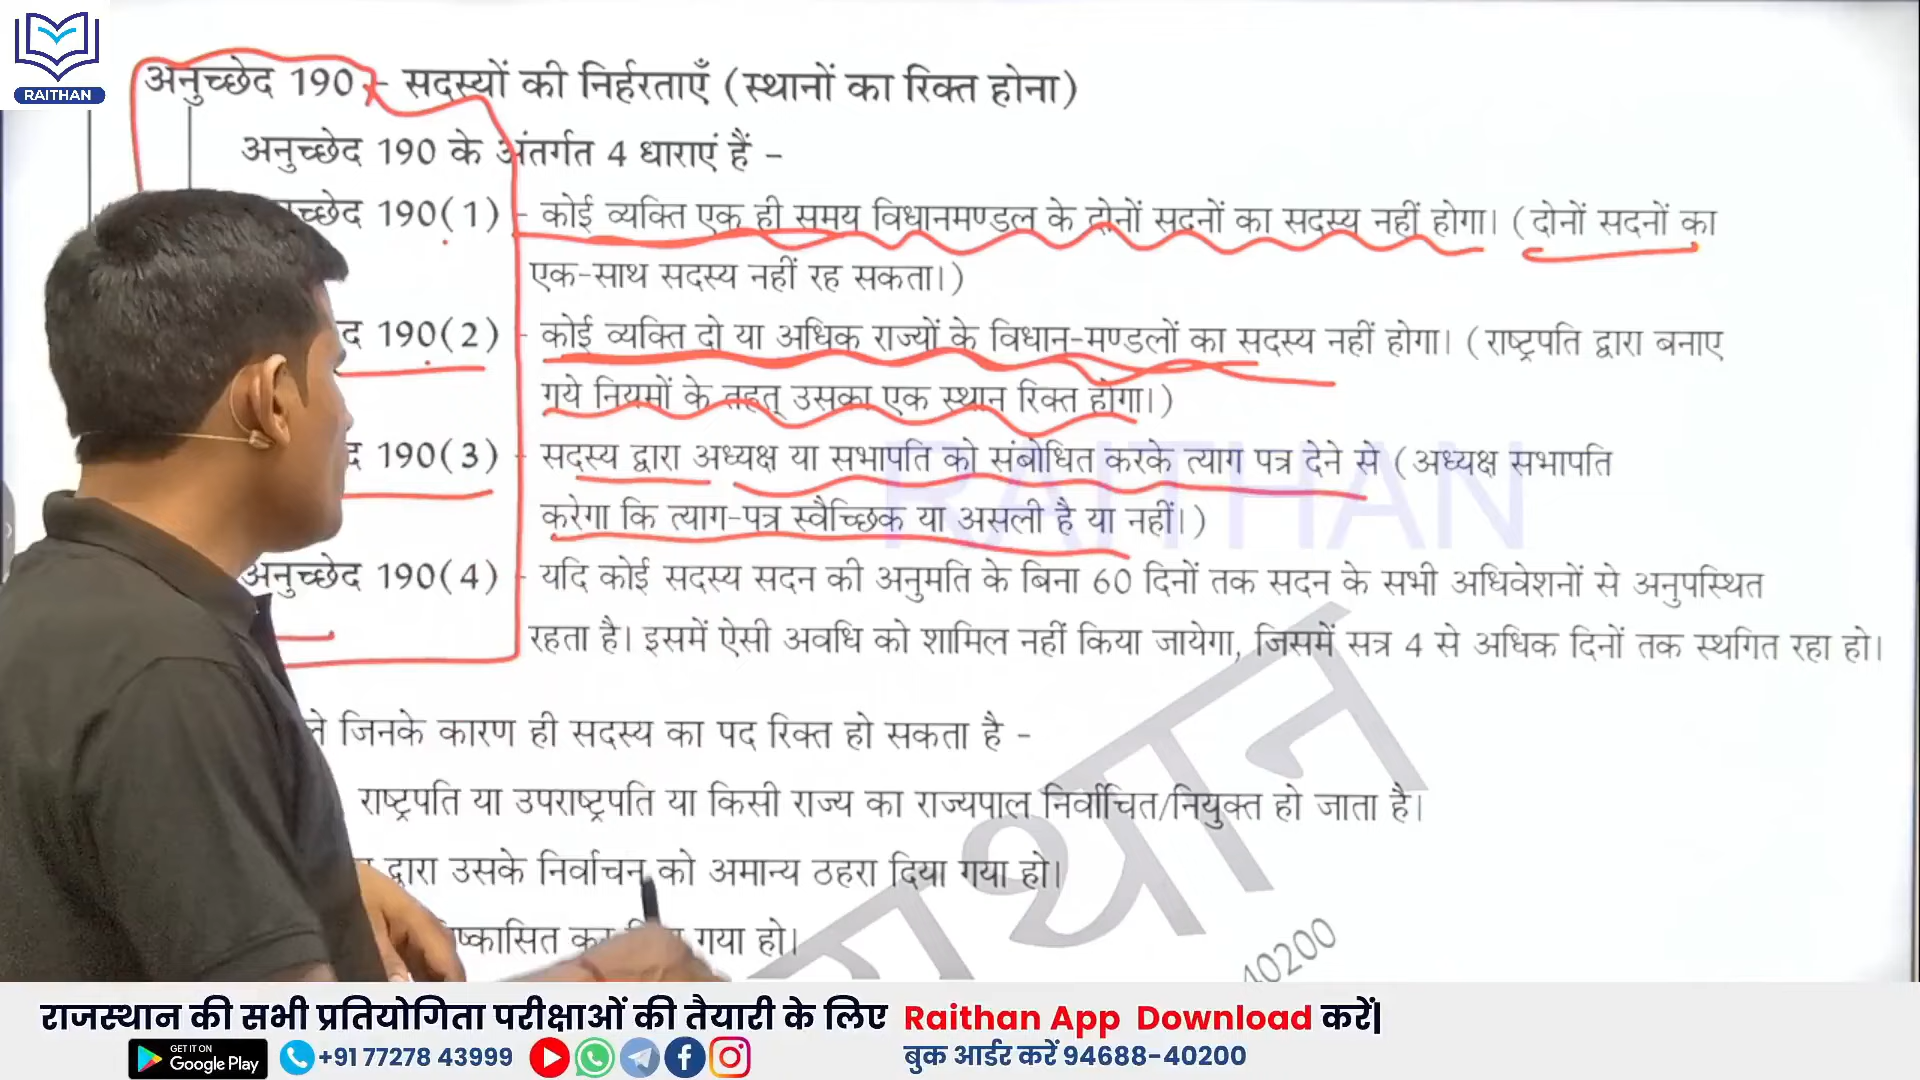 RAITHAN
अनुच्छेद 190 - सदस्यों की निर्हरताएँ (स्थानों का रिक्त होना)
अनुच्छेद 190 के अंतर्गत 4 धाराएं हैं -
च्छेद 190(1) - कोई व्यक्ति एक ही समय विधानमण्डल के दोनों सदनों का सदस्य नहीं होगा। (दोनों सदनों का
एक-साथ सदस्य नहीं रह सकता।)
द 190(2) - कोई व्यक्ति दो या अधिक राज्यों के विधान-मण्डलों का सदस्य नहीं होगा। (राष्ट्रपति द्वारा बनाए
गये नियमों के तहत् उसका एक स्थान रिक्त होगा।)
द 190(3) - सदस्य द्वारा अध्यक्ष या सभापति को संबोधित करके त्याग पत्र देने से (अध्यक्ष सभापति
करेगा कि त्याग-पत्र स्वैच्छिक या असली है या नहीं।)
अनुच्छेद 190(4) - यदि कोई सदस्य सदन की अनुमति के बिना 60 दिनों तक सदन के सभी अधिवेशनों से अनुपस्थित
रहता है। इसमें ऐसी अवधि को शामिल नहीं किया जायेगा, जिसमें सत्र 4 से अधिक दिनों तक स्थगित रहा हो।
जिनके कारण ही सदस्य का पद रिक्त हो सकता है -
राष्ट्रपति या उपराष्ट्रपति या किसी राज्य का राज्यपाल निर्वाचित/नियुक्त हो जाता है।
द्वारा उसके निर्वाचन को अमान्य ठहरा दिया गया हो।
ष्कासित गया हो।
RAITHAN
40200
राजस्थान की सभी प्रतियोगिता परीक्षाओं की तैयारी के लिए Raithan App Download करें|
GET IT ON
Google Play
+91 77278 43999
बुक आर्डर करें 94688-40200